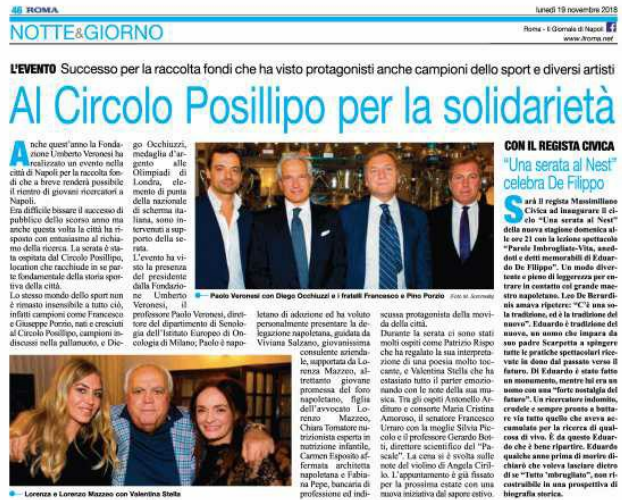 46 ROMA
lunedì 19 novembre 2018
NOTTE&GIORNO
Roma - Il Giornale di Napoli
www.ilroma.net
L'EVENTO Successo per la raccolta fondi che ha visto protagonisti anche campioni dello sport e diversi artisti
Al Circolo Posillipo per la solidarietà
Anche quest'anno la Fonda-
zione Umberto Veronesi ha
realizzato un evento nella
città di Napoli per la raccolta fon-
di che a breve renderà possibile
il rientro di giovani ricercatori a
Napoli.
Era difficile bissare il successo di
pubblico dello scorso anno ma
anche questa volta la città ha ri-
sposto con entusiasmo al richia-
mo della ricerca. La serata è sta-
ta ospitata dal Circolo Posillipo,
location che racchiude in se par-
te fondamentale della storia spor-
tiva della città.
Lo stesso mondo dello sport non
è rimasto insensibile a tutto ciò,
infatti campioni come Francesco
e Giuseppe Porzio, nati e cresciuti
al Circolo Posillipo, campioni in-
discussi nella pallanuoto, e Die-
go Occhiuzzi,
medaglia d'ar-
gento alle
Olimpiadi di
Londra, ele-
mento di punta
della nazionale
di scherma ita-
liana, sono in-
tervenuti a
supporto della
serata.
L'evento ha vi-
sto la presenza
del presidente
dalla Fondazio-
ne Umberto
Veronesi, il
professore Paolo Veronesi, diret-
tore del dipartimento di Senolo-
gia dell'Istituto Europeo di On-
cologia di Milano; Paolo è napo-
Paolo Veronesi con Diego Occhiuzzi e i fratelli Francesco e Pino Porzio
letano di adozione ed ha voluto
personalmente presentare la de-
legazione napoletana, guidata da
Viviana Salzano, giovanissima
consulente azienda-
le, supportata da Lo-
renza Mazzeo, al-
trettanto giovane
promessa del foro
napoletano, figlia
dell'avvocato Lo-
renzo Mazzeo,
Chiara Tomatore nu-
trizionista esperta in
nutrizione infantile,
Carmen Esposito af-
fermata architetta
napoletana e Fabia-
na Pepe, bancaria di
professione ed indi-
scussa protagonista della movi-
da della città.
Durante la serata ci sono stati
molti ospiti come Patrizio Rispo
che ha regalato la sua interpreta-
zione di una poesia molto toc-
cante, e Valentina Stella che ha
estasiato tutto il parter emozio-
nando con le note della sua mu-
sica. Tra gli ospiti Antonello Ar-
dituro e consorte Maria Cristina
Amoroso, il senatore Francesco
Urraro con la moglie Silvia Pic-
colo e il professore Gerardo Bot-
ti, direttore scientifico del "Pa-
scale". La cena si è svolta sulle
note del violino di Angela Ciril-
lo. L'appuntamento è già fissato
per la prossima estate con una
nuova iniziativa dal sapore estivo.
Lorenza e Lorenzo Mazzeo con Valentina Stella
CON IL REGISTA CIVICA
"Una serata al Nest"
celebra De Filippo
Sarà il regista Massimiliano
Civica ad inaugurare il ci-
clo "Una serata al Nest"
della nuova stagione domenica al-
le ore 21 con la lezione spettacolo
"Parole Imbrogliate-Vita, aned-
doti e detti memorabili di Eduar-
do De Filippo". Un modo diver-
tente e pieno di leggerezza per en-
trare in contatto col grande mae-
stro napoletano. Leo De Berardi-
nis amava ripetere: "C'è una so-
la tradizione, ed è la tradizione del
nuovo". Eduardo è tradizione del
nuovo, un uomo che impara da
suo padre Scarpetta a spingere
tutte le pratiche spettacolari rice-
vute in dono dal passato verso il
futuro. Di Eduardo è stato fatto
un monumento, mentre lui era un
uomo con una "forte nostalgia del
futuro". Un ricercatore indomito,
crudele e sempre pronto a butta-
re via tutto quello che aveva ac-
cumulato per la ricerca di qual-
cosa di vivo. È da questo Eduar-
do che è bene ripartire. Eduardo
qualche anno prima di morire di-
chiarò che voleva lasciare dietro
di se "Tutto 'mbrugliato", non ri-
costruibile in una prospettiva di
biografia storica.